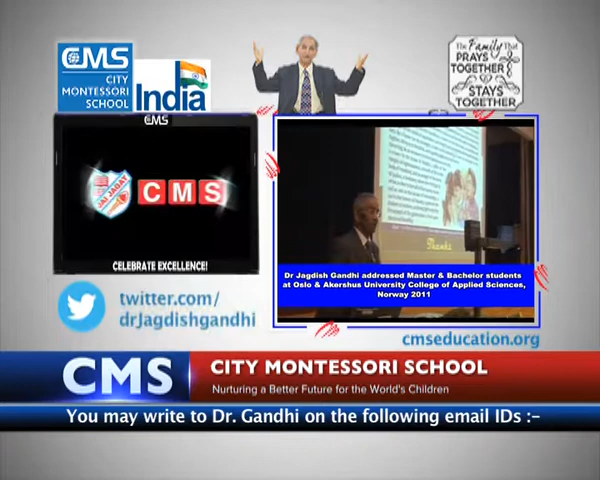 CMS
CITY
MONTESSORI
SCHOOL
India
The Family That
PRAYS
TOGETHER
STAYS
TOGETHER
CMS
JAI JAGAT
CMS
CELEBRATE EXCELLENCE!
Thanks
Dr Jagdish Gandhi addressed Master & Bachelor students
at Oslo & Akershus University College of Applied Sciences,
Norway 2011
twitter.com/
drJagdishgandhi
cmseducation.org
CMS
CITY MONTESSORI SCHOOL
Nurturing a Better Future for the World's Children
You may write to Dr. Gandhi on the following email IDs :-